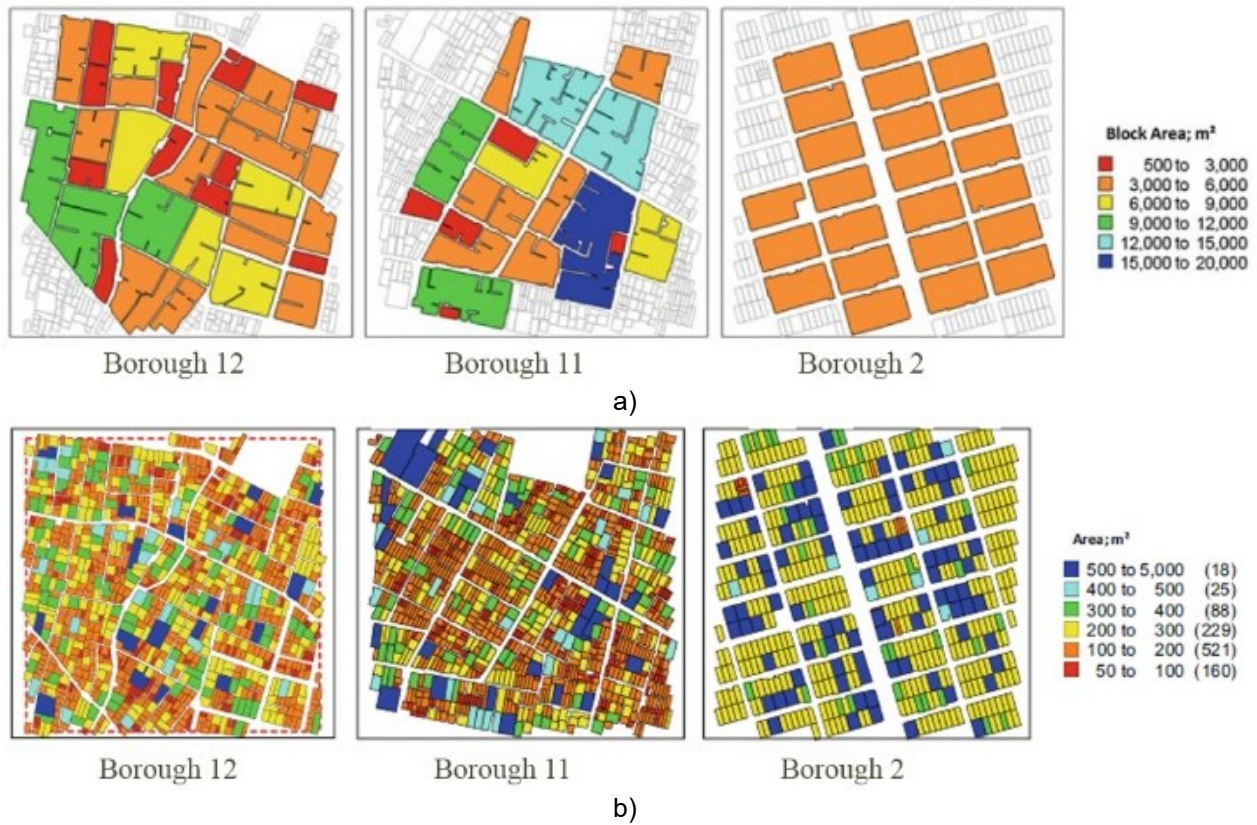 Block Area; m²
500 to 3,000
3,000 to 6,000
6,000 to 9,000
9,000 to 12,000
12,000 to 15,000
15,000 to 20,000
Borough 12
Borough 11
Borough 2
a)
Area; m²
500 to 5,000 (18)
400 to 500 (25)
300 to 400 (88)
200 to 300 (229)
100 to 200 (521)
50 to 100 (160)
Borough 12
Borough 11
Borough 2
b)